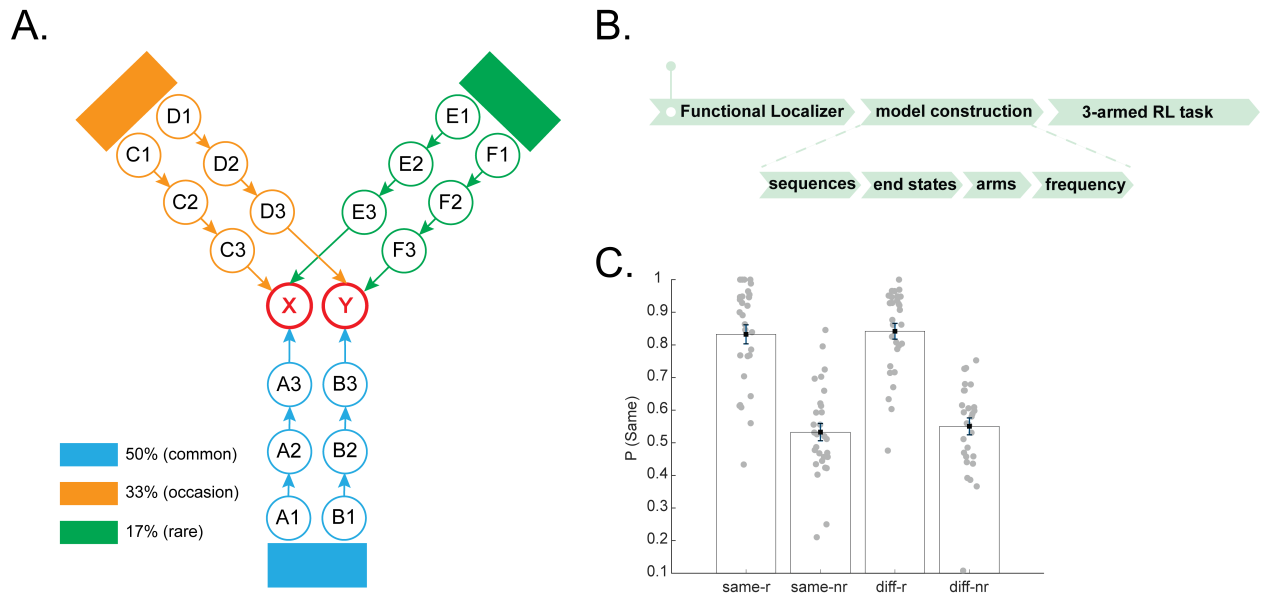 A.
D1
E1
C1
F1
D2
E2
C2
F2
D3
E3
C3
F3
X
Y
A3
B3
A2
B2
A1
B1
50% (common)
33% (occasion)
17% (rare)
B.
Functional Localizer
model construction
3-armed RL task
sequences
end states
arms
frequency
C.
P (Same)
1
0.9
0.8
0.7
0.6
0.5
0.4
0.3
0.2
0.1
same-r
same-nr
diff-r
diff-nr